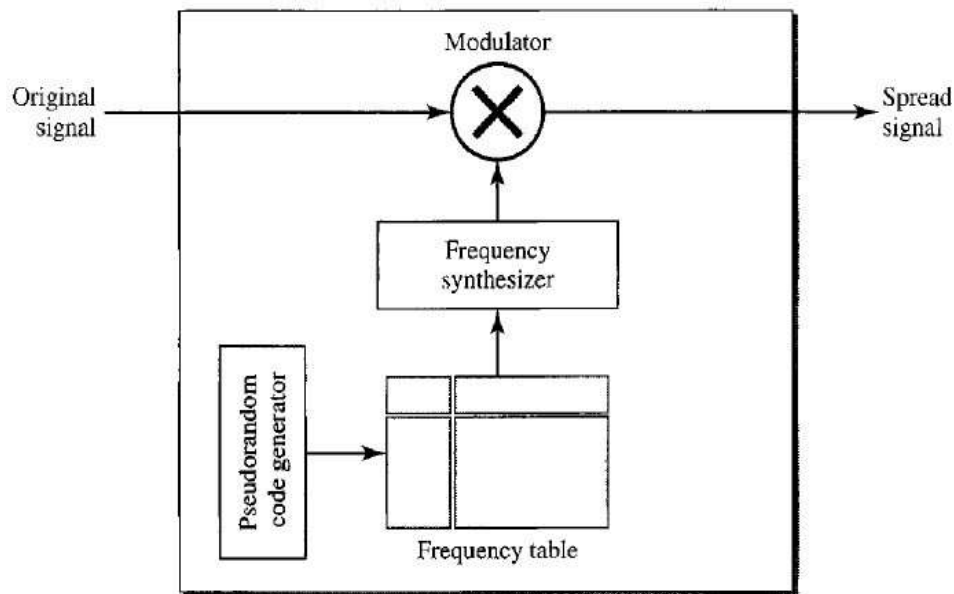 Modulator
Original
signal
Spread
signal
Frequency
synthesizer
Pseudorandom
code generator
Frequency table